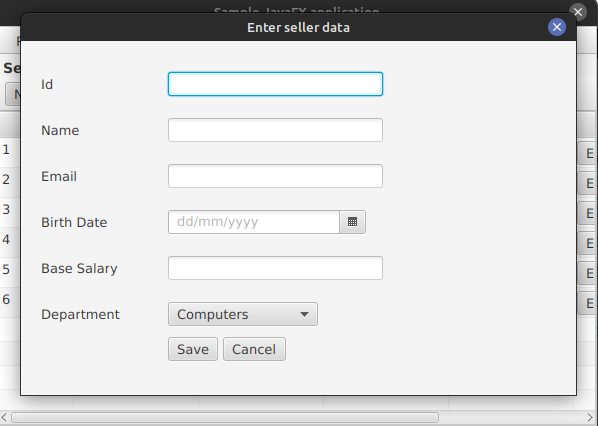 Sample JavaFX application
Enter seller data
Se
N
Id
Name
Email
Birth Date
dd/mm/yyyy
Base Salary
Department
Computers
Save
Cancel
1
2
3
4
5
6
E
E
E
E
E
E